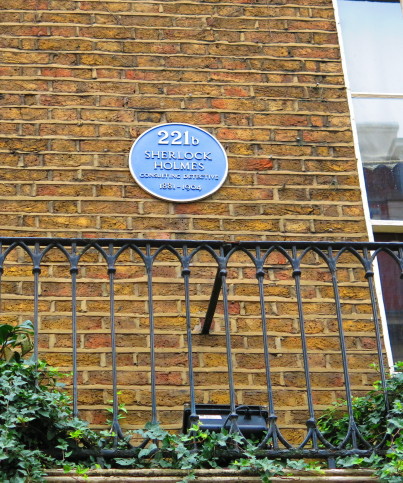 221b
SHERLOCK
HOLMES
CONSULTING DETECTIVE
1881-1904